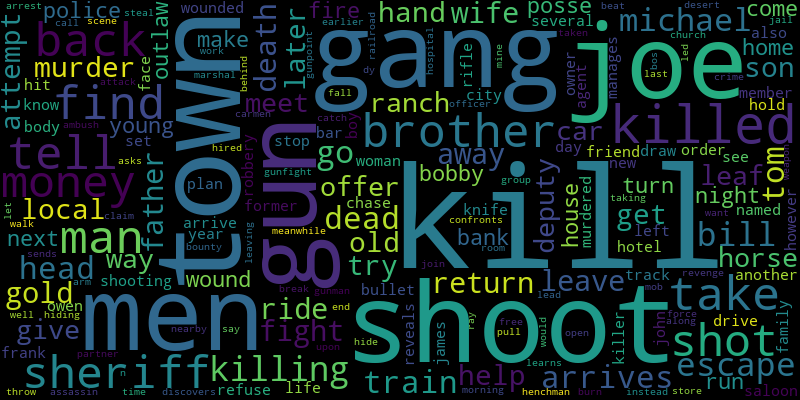 arrest
steal
call
scene
police
wounded
beat
desert
jail
earlier
railroad
hospital
taken
church
back
work
marshal
face
outlaw
make
death
later
fire
hand
wife
posse
several
michael
come
also
home
son
attempt
murder
hit
know
body
find
young
set
behind
attack
ambush
town
gang
joe
rifle
city
owner
agent
manages
last
led
crime
member
hold
meet
ranch
fall
catch
boy
mine
officer
brother
car
day
killed
tell
money
carmen
asks
hired
robbery
gun
stop
bar
woman
go
away
friend
draw
order
see
new
weapon
tom
father
plan
gunfight
bobby
group
deputy
house
murdered
taking
turn
leaf
night
named
however
local
let
walk
claim
former
offer
chase
knife
kill
get
left
want
man
next
way
arrive
year
bounty
leaving
meanwhile
dead
old
bank
room
confronts
hotel
bill
horse
another
head
sends
arm
shooting
wound
try
join
revenge
track
gold
owen
well
hiding
men
break
gunman
bullet
return
leave
mob
take
drive
family
give
ride
end
shoot
lead
ray
free
pull
would
open
killer
john
force
along
shot
frank
partner
nearby
say
upon
fight
hide
reveals
james
learns
escape
sheriff
killing
train
help
arrives
run
saloon
throw
assassin
time
discovers
refuse
life
morning
henchman
burn
instead
store